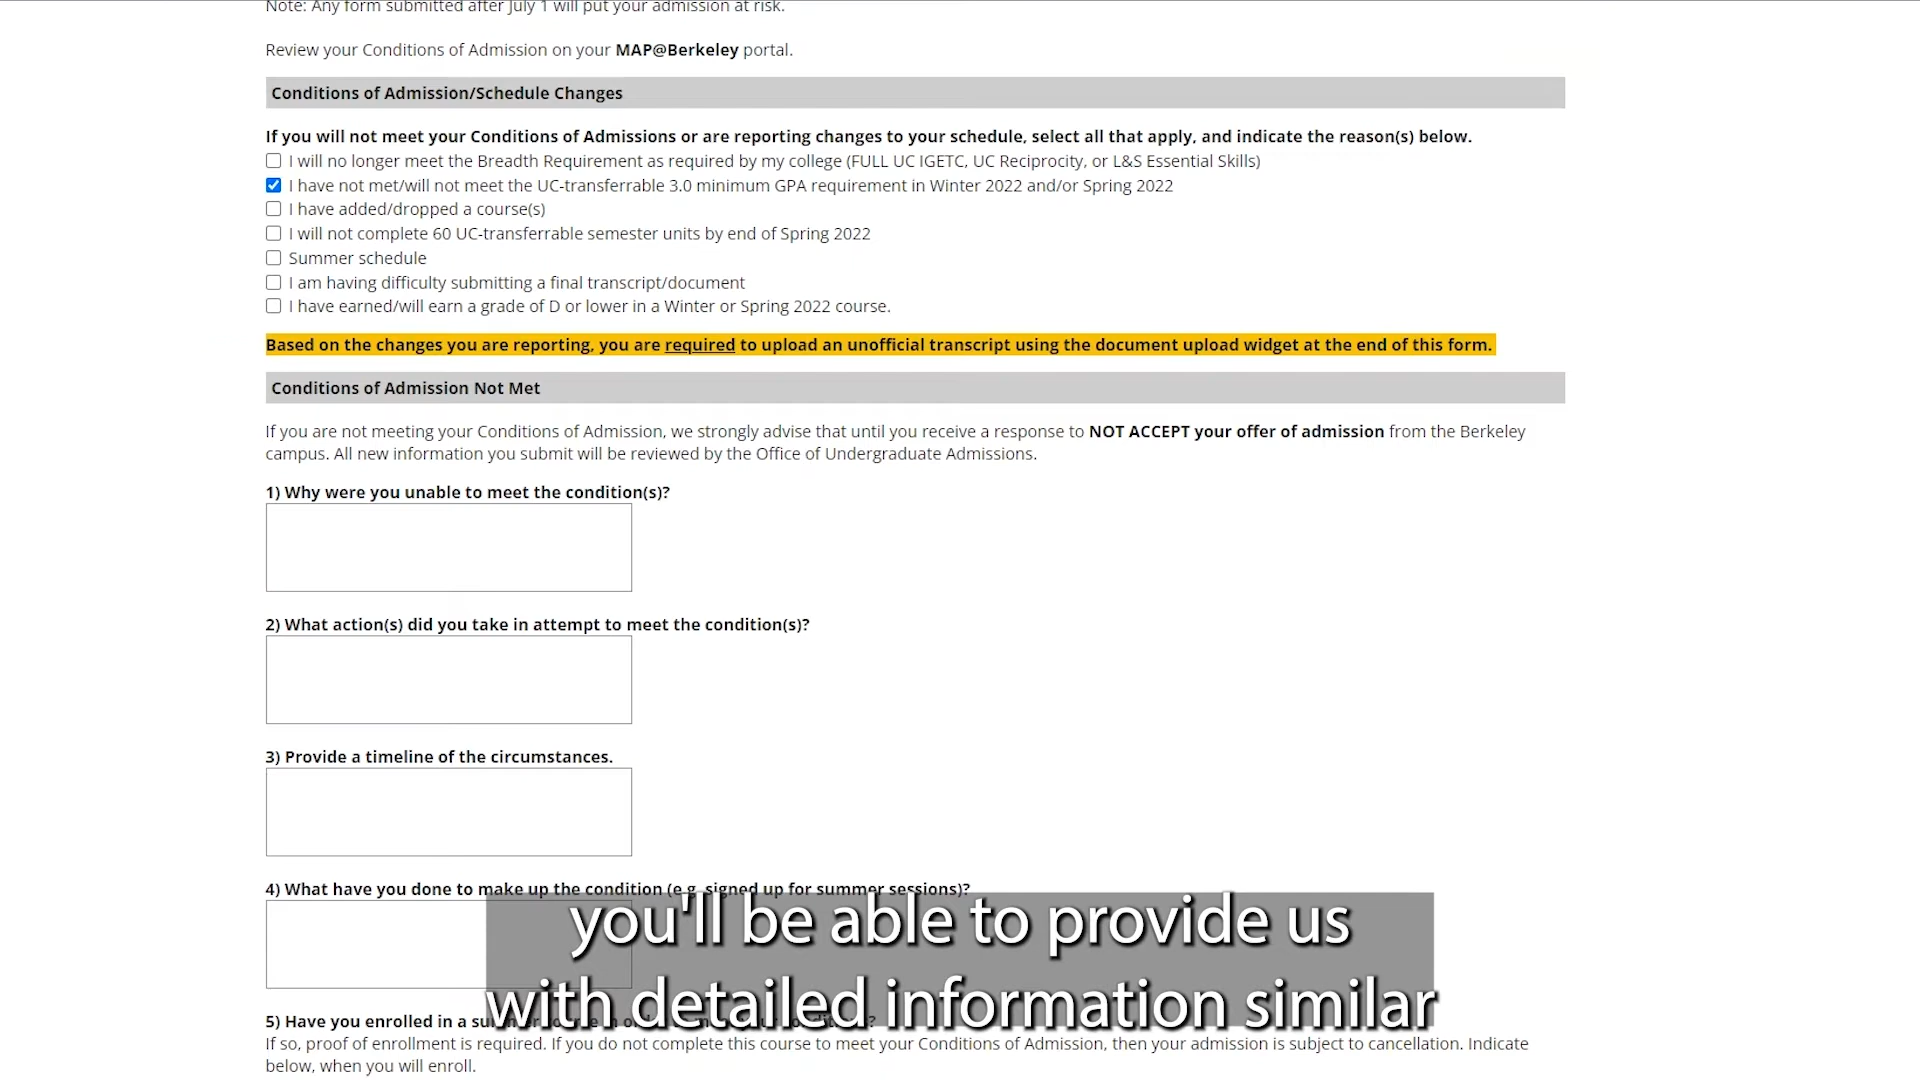 Note: Any form submitted after July 1 will put your admission at risk.
Review your Conditions of Admission on your MAP@Berkeley portal.
Conditions of Admission/Schedule Changes
If you will not meet your Conditions of Admissions or are reporting changes to your schedule, select all that apply, and indicate the reason(s) below.
I will no longer meet the Breadth Requirement as required by my college (FULL UC IGETC, UC Reciprocity, or L&S Essential Skills)
I have not met/will not meet the UC-transferrable 3.0 minimum GPA requirement in Winter 2022 and/or Spring 2022
I have added/dropped a course(s)
I will not complete 60 UC-transferrable semester units by end of Spring 2022
Summer schedule
I am having difficulty submitting a final transcript/document
I have earned/will earn a grade of D or lower in a Winter or Spring 2022 course.
Based on the changes you are reporting, you are required to upload an unofficial transcript using the document upload widget at the end of this form.
Conditions of Admission Not Met
If you are not meeting your Conditions of Admission, we strongly advise that until you receive a response to NOT ACCEPT your offer of admission from the Berkeley
campus. All new information you submit will be reviewed by the Office of Undergraduate Admissions.
1) Why were you unable to meet the condition(s)?
2) What action(s) did you take in attempt to meet the condition(s)?
3) Provide a timeline of the circumstances.
4) What have you done to make up the condition (e.g. signed up for summer sessions)?
you'll be able to provide us
with detailed information similar
5) Have you enrolled in a
If so, proof of enrollment is required. If you do not complete this course to meet your Conditions of Admission, then your admission is subject to cancellation. Indicate
below, when you will enroll.